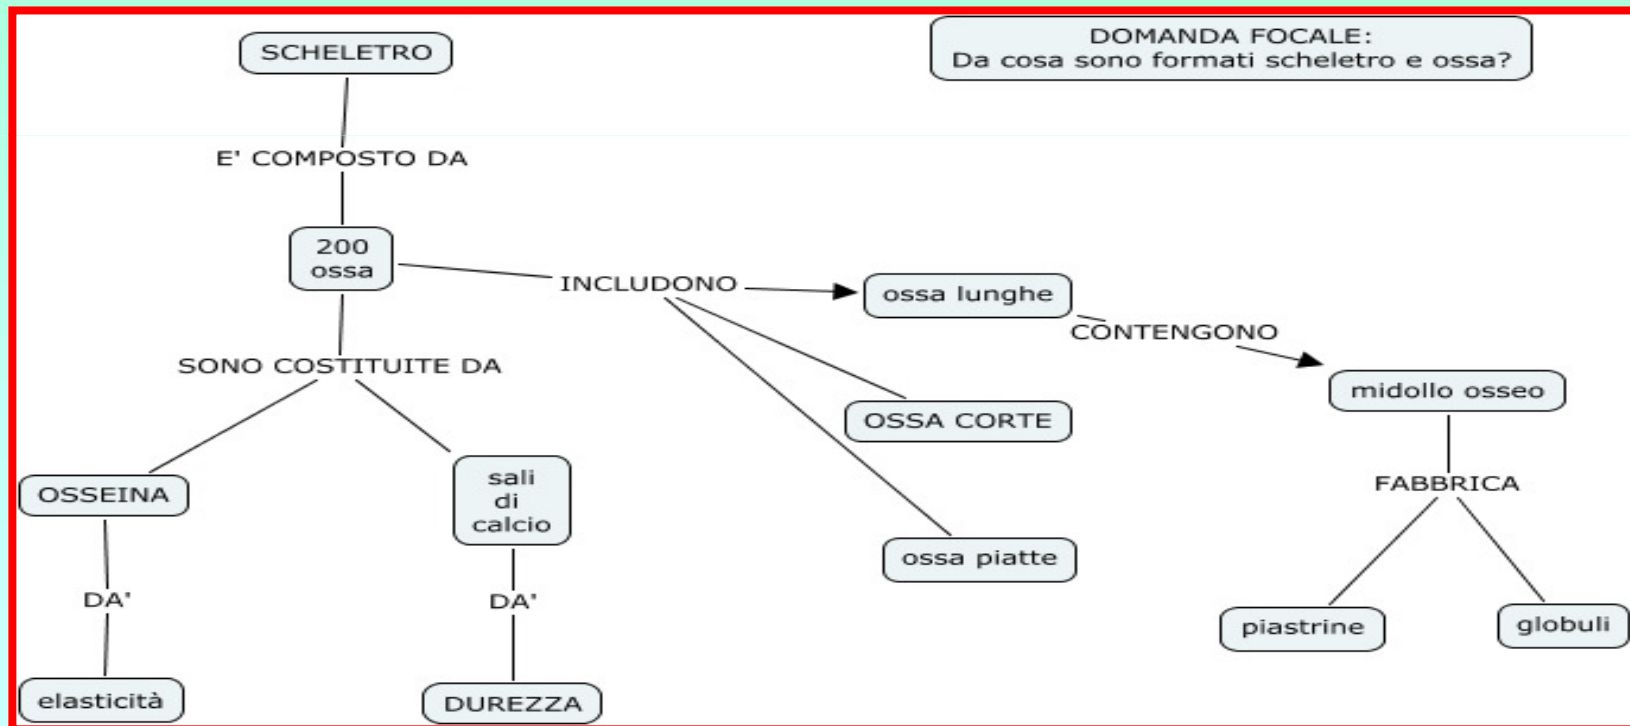 SCHELETRO
DOMANDA FOCALE:
Da cosa sono formati scheletro e ossa?
E' COMPOSTO DA
200
ossa
INCLUDONO
ossa lunghe
CONTENGONO
SONO COSTITUITE DA
midollo osseo
OSSA CORTE
OSSEINA
sali
di
calcio
FABBRICA
ossa piatte
DA'
DA'
piastrine
globuli
elasticità
DUREZZA